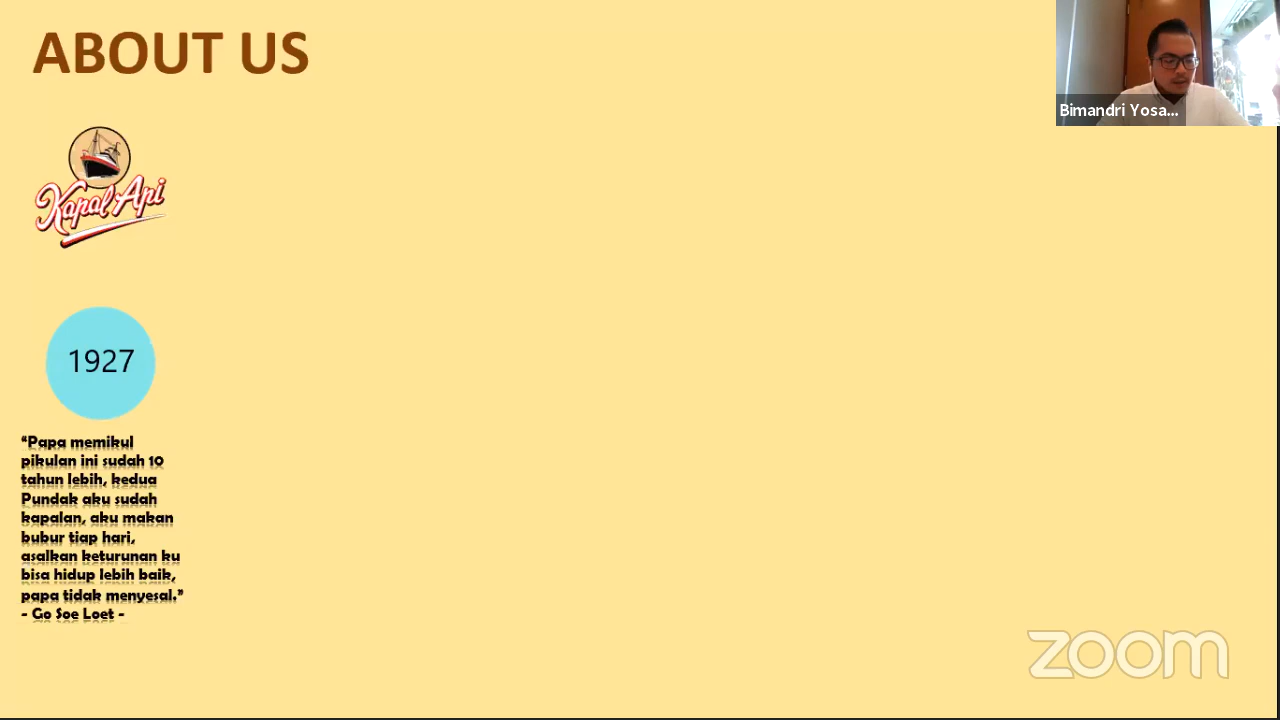 ABOUT US
Bimandri Yosa...
Kapal Api
1927
“Papa memikul
pikulan ini sudah 10
tahun lebih, kedua
Pundak aku sudah
kapalan, aku makan
bubur tiap hari,
asalkan keturunan ku
bisa hidup lebih baik,
papa tidak menyesal.”
- Go Soe Loet -
zoom